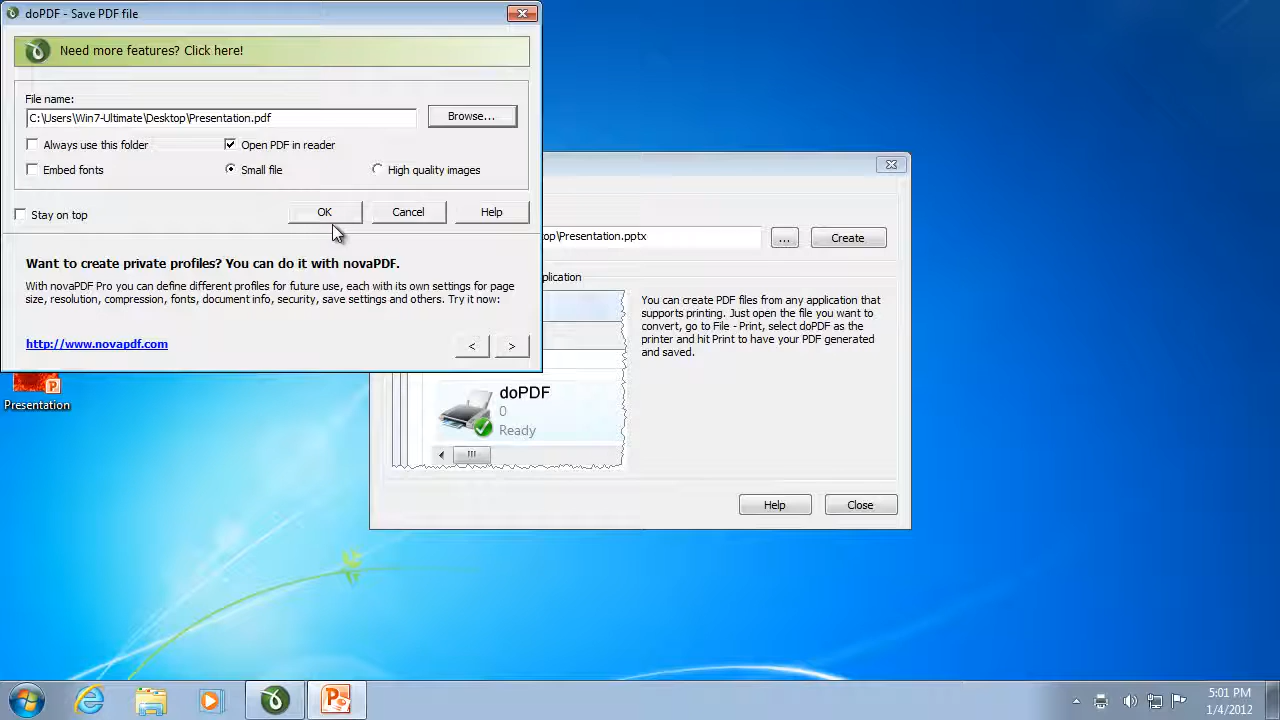 doPDF - Save PDF file
Need more features? Click here!
File name:
C:\Users\Win7-Ultimate\Desktop\Presentation.pdf
Browse...
Always use this folder
Open PDF in reader
Embed fonts
Small file
High quality images
Stay on top
OK
Cancel
Help
Want to create private profiles? You can do it with novaPDF.
With novaPDF Pro you can define different profiles for future use, each with its own settings for page
size, resolution, compression, fonts, document info, security, save settings and others. Try it now:
http://www.novapdf.com
<
>
op\Presentation.pptx
...
Create
plication
You can create PDF files from any application that
supports printing. Just open the file you want to
convert, go to File - Print, select doPDF as the
printer and hit Print to have your PDF generated
and saved.
doPDF
0
Ready
Help
Close
Presentation
5:01 PM
1/4/2012